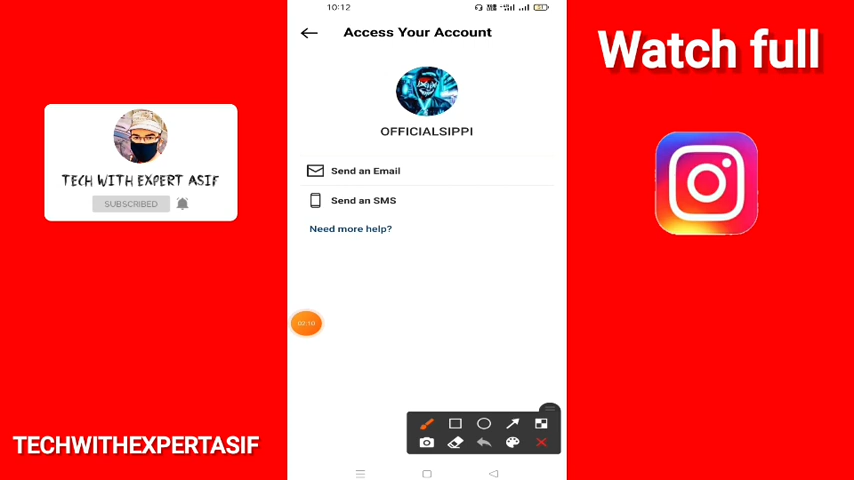 10:12
Access Your Account
OFFICIALSIPPI
Send an Email
Send an SMS
Need more help?
02:10
TECH WITH EXPERT ASIF
SUBSCRIBED
Watch full
TECHWITHEXPERTASIF